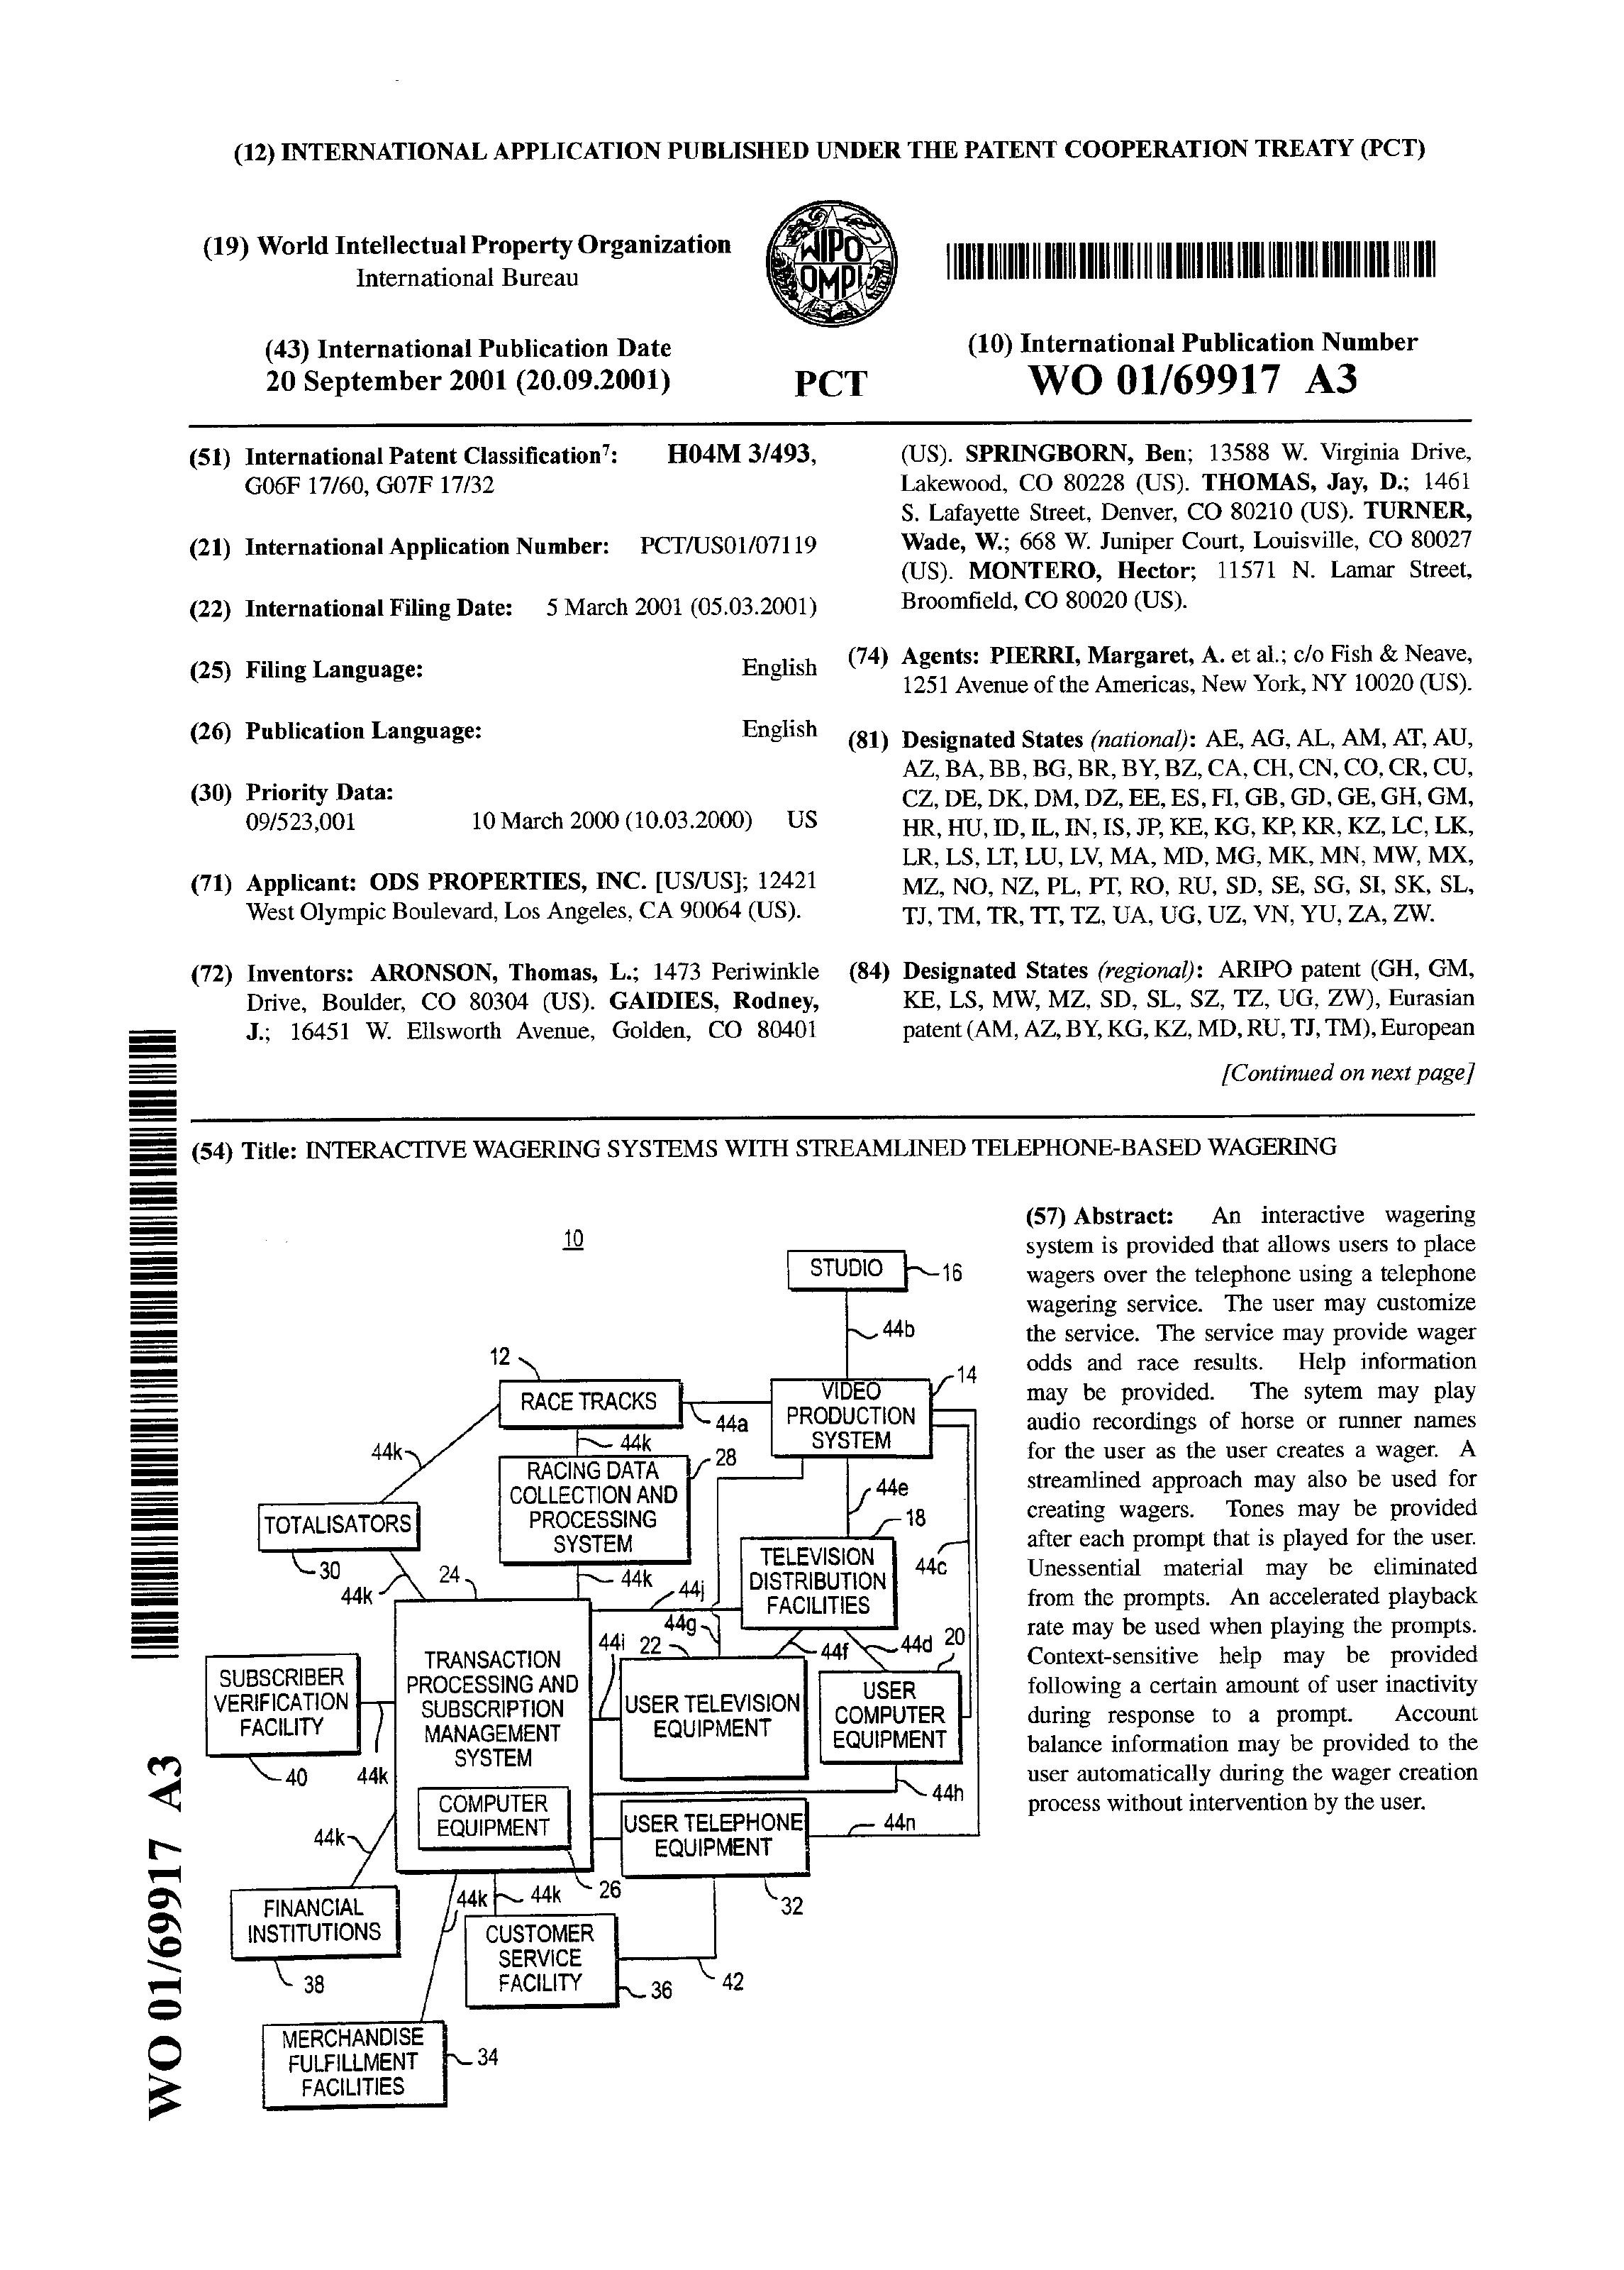 (12) INTERNATIONAL APPLICATION PUBLISHED UNDER THE PATENT COOPERATION TREATY (PCT)
(19) World Intellectual Property Organization
International Bureau
WIPO
OMPI
(43) International Publication Date
20 September 2001 (20.09.2001)
PCT
(10) International Publication Number
WO 01/69917 A3
(51) International Patent Classification7: H04M 3/493,
G06F 17/60, G07F 17/32
(21) International Application Number: PCT/US01/07119
(22) International Filing Date: 5 March 2001 (05.03.2001)
(25) Filing Language: English
(26) Publication Language: English
(30) Priority Data:
09/523,001 10 March 2000 (10.03.2000) US
(71) Applicant: ODS PROPERTIES, INC. [US/US]; 12421
West Olympic Boulevard, Los Angeles, CA 90064 (US).
(72) Inventors: ARONSON, Thomas, L.; 1473 Periwinkle
Drive, Boulder, CO 80304 (US). GAIDIES, Rodney,
J.; 16451 W. Ellsworth Avenue, Golden, CO 80401
(US). SPRINGBORN, Ben; 13588 W. Virginia Drive,
Lakewood, CO 80228 (US). THOMAS, Jay, D.; 1461
S. Lafayette Street, Denver, CO 80210 (US). TURNER,
Wade, W.; 668 W. Juniper Court, Louisville, CO 80027
(US). MONTERO, Hector; 11571 N. Lamar Street,
Broomfield, CO 80020 (US).
(74) Agents: PIERRI, Margaret, A. et al.; c/o Fish & Neave,
1251 Avenue of the Americas, New York, NY 10020 (US).
(81) Designated States (national): AE, AG, AL, AM, AT, AU,
AZ, BA, BB, BG, BR, BY, BZ, CA, CH, CN, CO, CR, CU,
CZ, DE, DK, DM, DZ, EE, ES, FI, GB, GD, GE, GH, GM,
HR, HU, ID, IL, IN, IS, JP, KE, KG, KP, KR, KZ, LC, LK,
LR, LS, LT, LU, LV, MA, MD, MG, MK, MN, MW, MX,
MZ, NO, NZ, PL, PT, RO, RU, SD, SE, SG, SI, SK, SL,
TJ, TM, TR, TT, TZ, UA, UG, UZ, VN, YU, ZA, ZW.
(84) Designated States (regional): ARIPO patent (GH, GM,
KE, LS, MW, MZ, SD, SL, SZ, TZ, UG, ZW), Eurasian
patent (AM, AZ, BY, KG, KZ, MD, RU, TJ, TM), European
[Continued on next page]
(54) Title: INTERACTIVE WAGERING SYSTEMS WITH STREAMLINED TELEPHONE-BASED WAGERING
10
STUDIO
16
44b
12
RACE TRACKS
44a
VIDEO
PRODUCTION
SYSTEM
14
44k
44k
RACING DATA
COLLECTION AND
PROCESSING
SYSTEM
28
44e
18
TOTALISATORS
30
44k
24
44k
44j
TELEVISION
DISTRIBUTION
FACILITIES
44c
44g
44i
22
44f
44d
20
SUBSCRIBER
VERIFICATION
FACILITY
40
44k
TRANSACTION
PROCESSING AND
SUBSCRIPTION
MANAGEMENT
SYSTEM
USER TELEVISION
EQUIPMENT
USER
COMPUTER
EQUIPMENT
44h
COMPUTER
EQUIPMENT
26
USER TELEPHONE
EQUIPMENT
44n
32
44k
FINANCIAL
INSTITUTIONS
38
44k
44k
CUSTOMER
SERVICE
FACILITY
36
42
MERCHANDISE
FULFILLMENT
FACILITIES
34
(57) Abstract: An interactive wagering
system is provided that allows users to place
wagers over the telephone using a telephone
wagering service. The user may customize
the service. The service may provide wager
odds and race results. Help information
may be provided. The sytem may play
audio recordings of horse or runner names
for the user as the user creates a wager. A
streamlined approach may also be used for
creating wagers. Tones may be provided
after each prompt that is played for the user.
Unessential material may be eliminated
from the prompts. An accelerated playback
rate may be used when playing the prompts.
Context-sensitive help may be provided
following a certain amount of user inactivity
during response to a prompt. Account
balance information may be provided to the
user automatically during the wager creation
process without intervention by the user.
WO 01/69917 A3